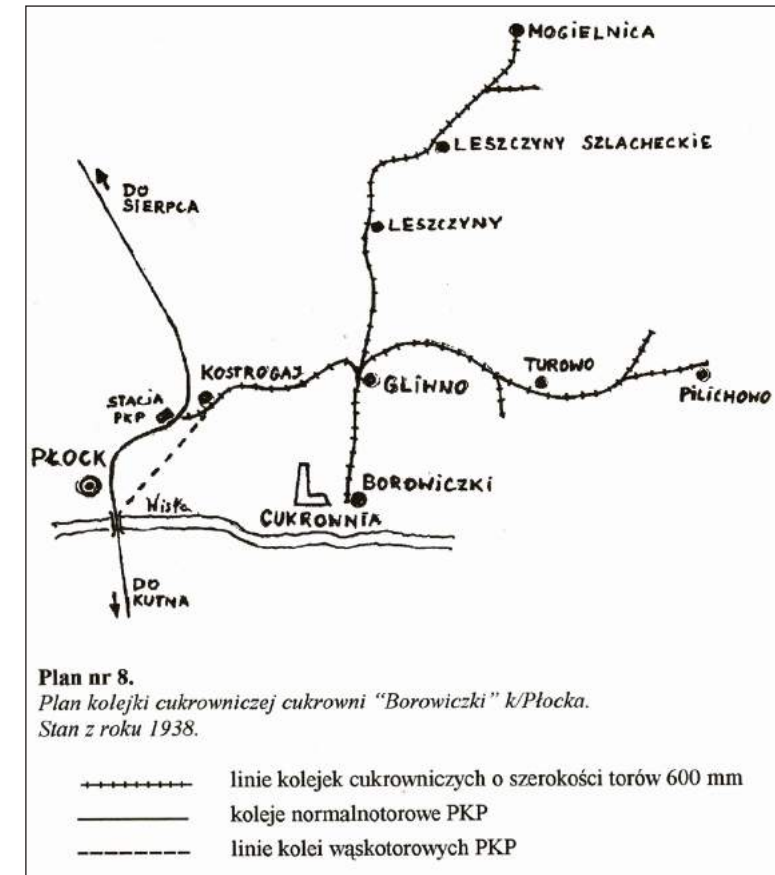 MOGIELNICA
LESZCZYNY SZLACHECKIE
DO
SIERPCA
LESZCZYNY
KOSTROGAJ
TUROWO
STACJA
PKP
GLIWNO
PILICHOWO
PŁOCK
BOROWICZKI
Wisła
CUKROWNIA
DO
KUTNA
Plan nr 8.
Plan kolejki cukrowniczej cukrowni “Borowiczki” k/Płocka.
Stan z roku 1938.
linie kolejek cukrowniczych o szerokości torów 600 mm
koleje normalnotorowe PKP
linie kolei wąskotorowych PKP